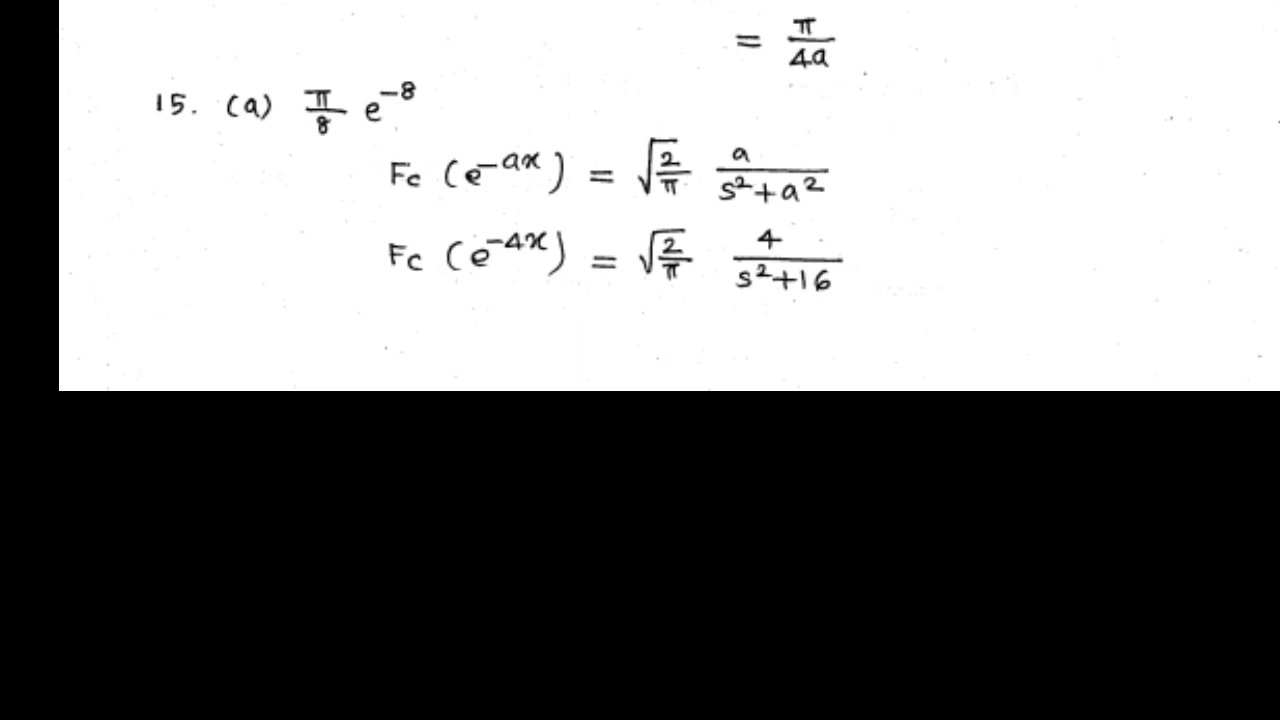 = π/4a
15. (a) π/8 e^-8
Fc (e^-ax) = √2/π a/s²+a²
Fc (e^-4x) = √2/π 4/s²+16